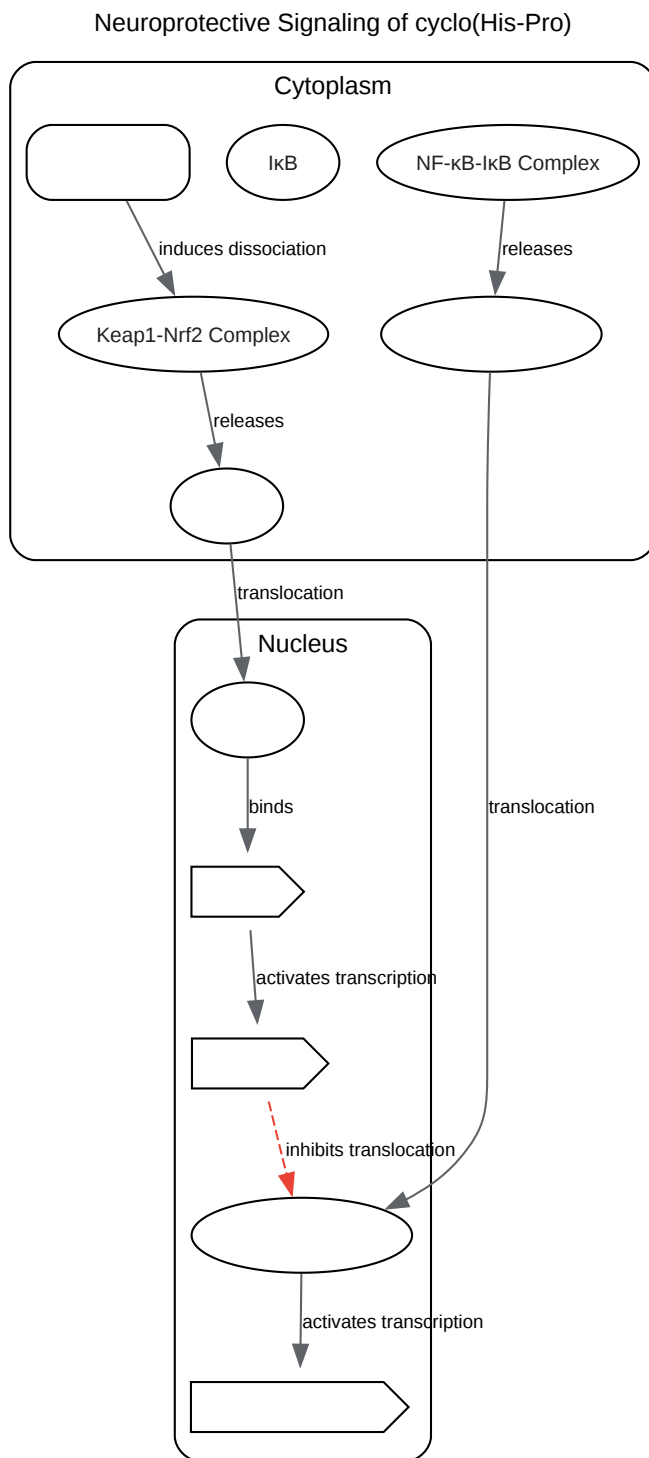 Neuroprotective Signaling of cyclo(His-Pro)
Cytoplasm
IκB
NF-κB-IκB Complex
induces dissociation
releases
Keap1-Nrf2 Complex
releases
translocation
Nucleus
binds
translocation
activates transcription
inhibits translocation
activates transcription